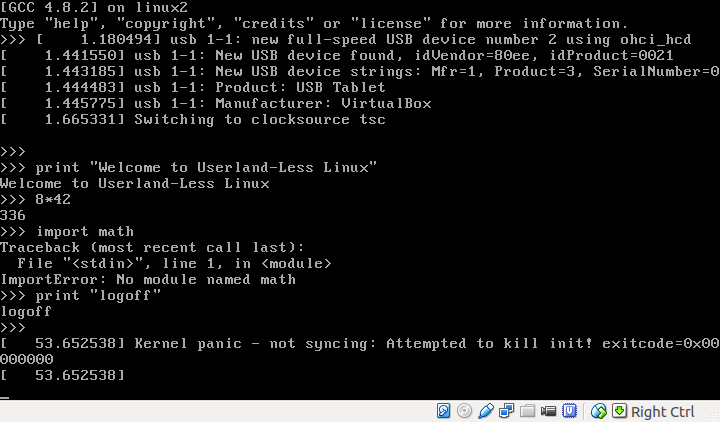 [GCC 4.8.2] on linux2
Type "help", "copyright", "credits" or "license" for more information.
>>> [    1.180494] usb 1-1: new full-speed USB device number 2 using ohci_hcd
[    1.441550] usb 1-1: New USB device found, idVendor=80ee, idProduct=0021
[    1.443185] usb 1-1: New USB device strings: Mfr=1, Product=3, SerialNumber=0
[    1.444483] usb 1-1: Product: USB Tablet
[    1.445775] usb 1-1: Manufacturer: VirtualBox
[    1.665331] Switching to clocksource tsc
>>>
>>> print "Welcome to Userland-Less Linux"
Welcome to Userland-Less Linux
>>> 8*42
336
>>> import math
Traceback (most recent call last):
  File "<stdin>", line 1, in <module>
ImportError: No module named math
>>> print "logoff"
logoff
>>>
[   53.652538] Kernel panic - not syncing: Attempted to kill init! exitcode=0x00
000000
[   53.652538]
_
Right Ctrl